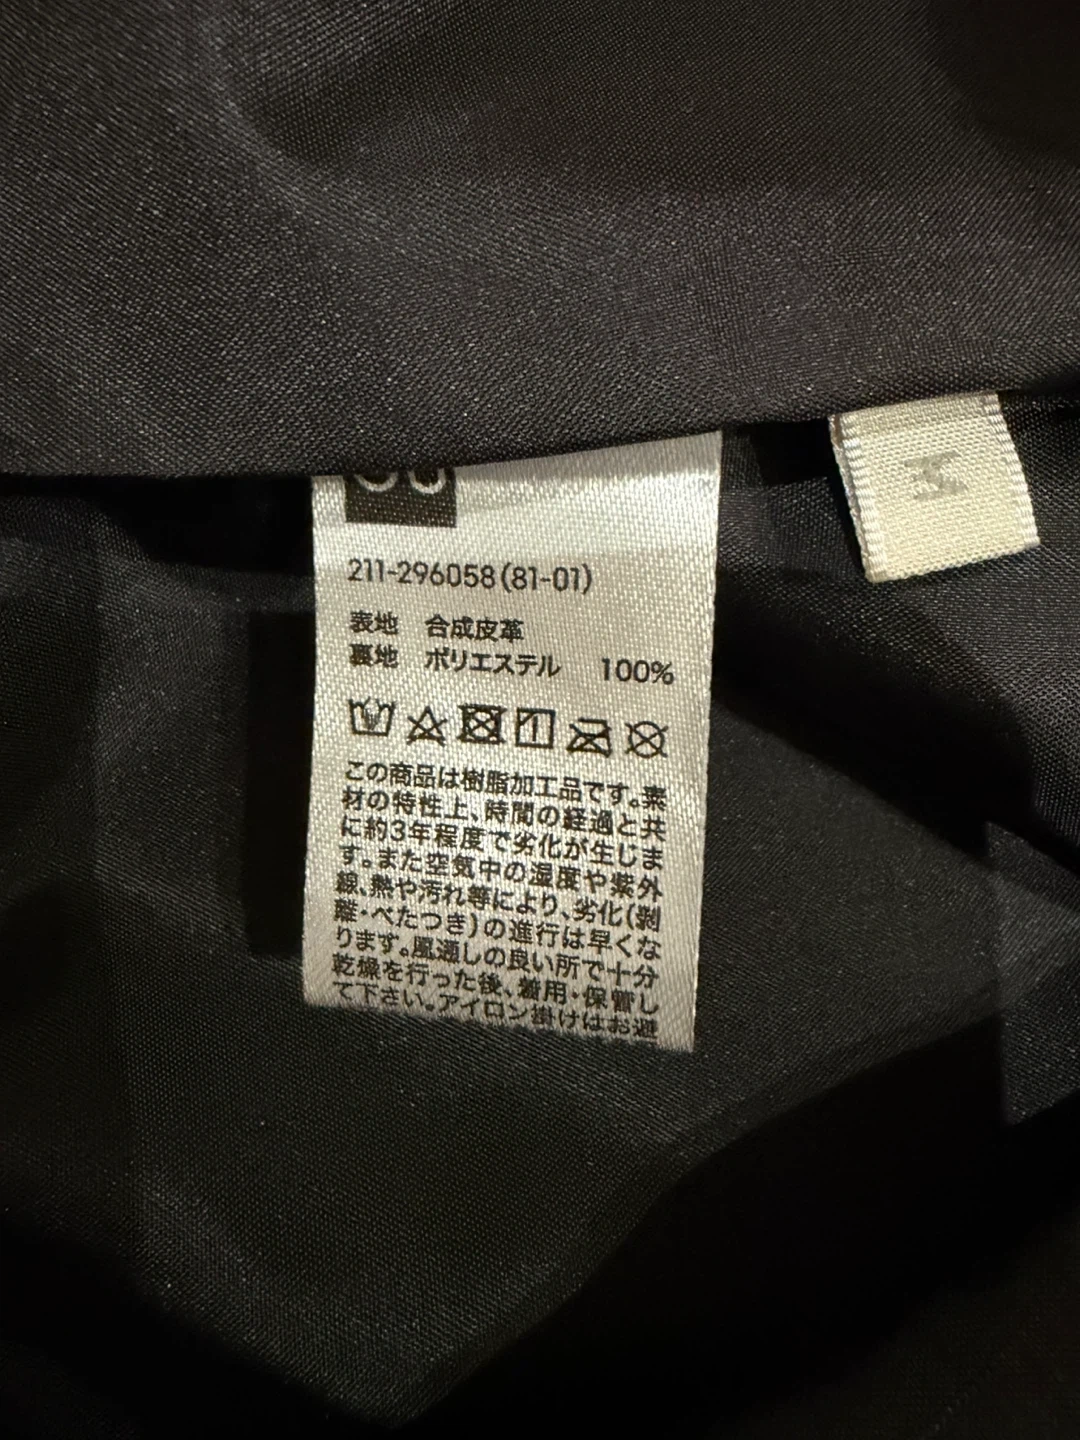 211-296058(81-01)
表地 合成皮革
裏地 ポリエステル 100%
この商品は樹脂加工品です。素
材の特性上、時間の経過と共
に約3年程度で劣化が生じま
す。また空気中の湿度や紫外
線、熱や汚れ等により、劣化(剥
離・べたつき)の進行は早くな
ります。風通しの良い所で十分
乾燥を行った後、着用・保管し
て下さい。アイロン掛けはお避
M